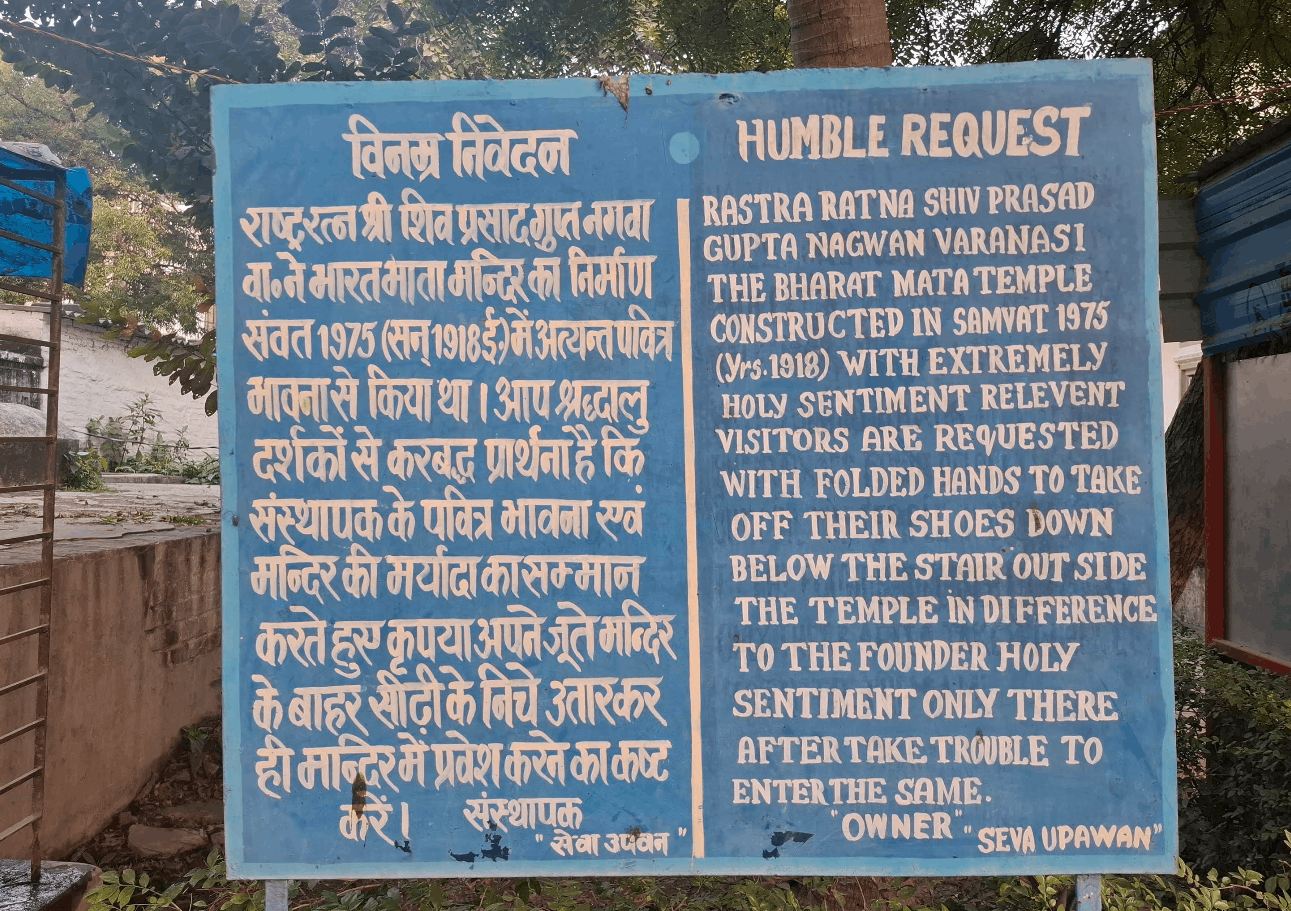 विनम्र निवेदन
राष्ट्ररत्न श्री शिव प्रसाद गुप्त नगवा
वा॰ने भारत माता मन्दिर का निर्माण
संवत 1975 (सन् 1918ई॰) में अत्यन्त पवित्र
भावना से किया था । आप श्रद्धालु
दर्शकों से करबद्ध प्रार्थना है कि
संस्थापक के पवित्र भावना एवं
मन्दिर की मर्यादा का सम्मान
करते हुए कृपया अपने जूते मन्दिर
के बाहर सीढ़ी के निचे उतारकर
ही मान्दिर में प्रवेश करने का कष्ट
करें ।
संस्थापक
"सेवा उपवन"
HUMBLE REQUEST
RASTRA RATNA SHIV PRASAD
GUPTA NAGWAN VARANASI
THE BHARAT MATA TEMPLE
CONSTRUCTED IN SAMVAT 1975
(Yrs.1918) WITH EXTREMELY
HOLY SENTIMENT RELEVENT
VISITORS ARE REQUESTED
WITH FOLDED HANDS TO TAKE
OFF THEIR SHOES DOWN
BELOW THE STAIR OUT SIDE
THE TEMPLE IN DIFFERENCE
TO THE FOUNDER HOLY
SENTIMENT ONLY THERE
AFTER TAKE TROUBLE TO
ENTER THE SAME.
"OWNER"
"SEVA UPAWAN"